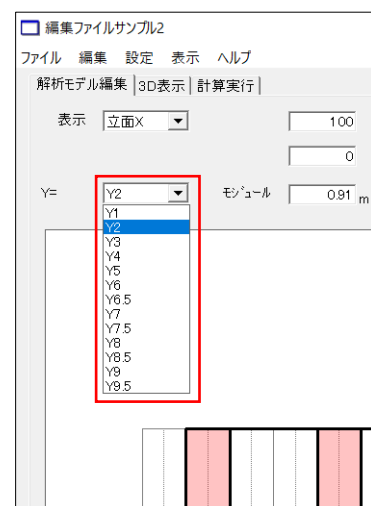 編集ファイルサンプル2
ファイル 編集 設定 表示 ヘルプ
解析モデル編集 3D表示 計算実行
表示 立面X 100
0
Y= Y2 モジュール 0.91 m
Y1
Y2
Y3
Y4
Y5
Y6
Y6.5
Y7
Y7.5
Y8
Y8.5
Y9
Y9.5